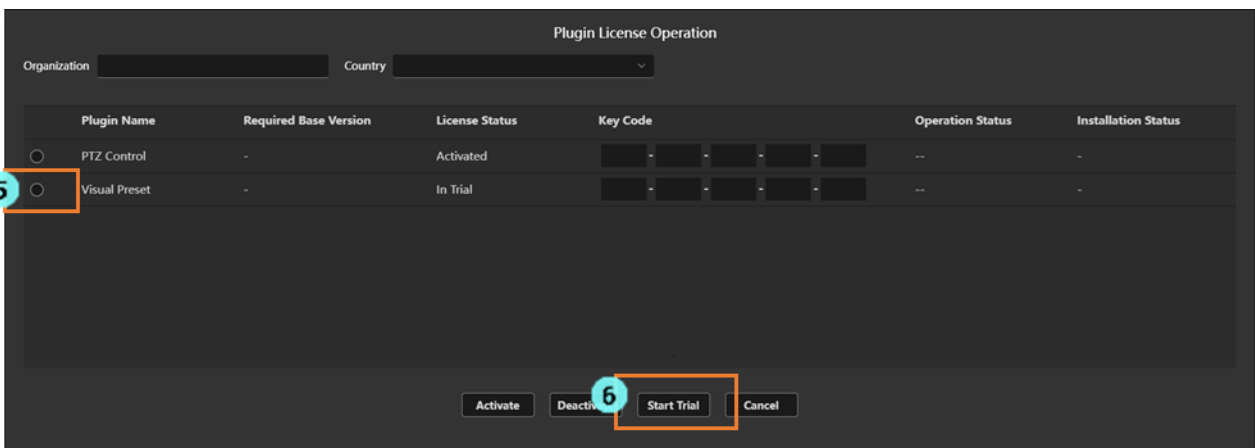 Plugin License Operation
Organization Country
Plugin Name Required Base Version License Status Key Code Operation Status Installation Status
PTZ Control - Activated - - - - -- -
5 Visual Preset - In Trial - - - - -- -
6
Activate Start Trial Cancel